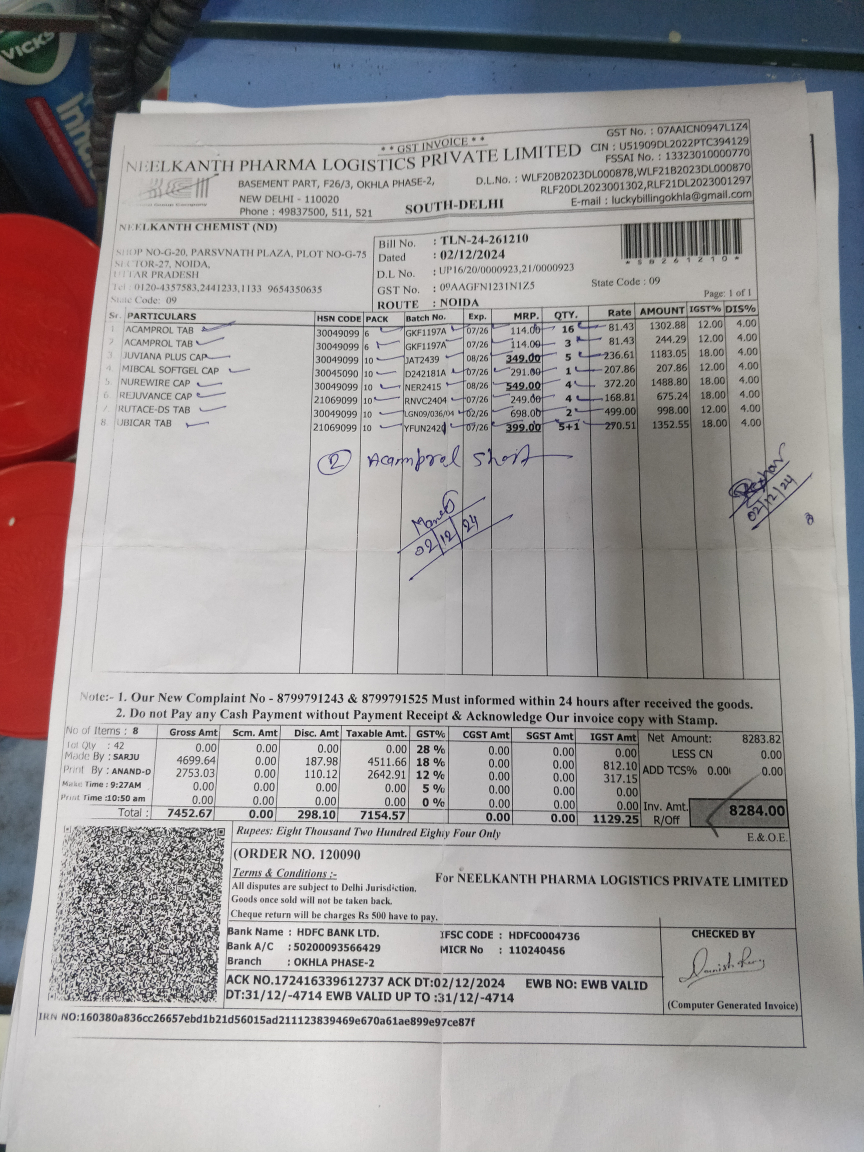 VICKS
Inh
* * GST INVOICE * *
NEELKANTH PHARMA LOGISTICS PRIVATE LIMITED
GST No. : 07AAICN0947L1Z4
CIN : U51909DL2022PTC394129
FSSAI No. : 13323010000770
BASEMENT PART, F26/3, OKHLA PHASE-2,
NEW DELHI - 110020
Phone : 49837500, 511, 521
SOUTH-DELHI
D.L.No. : WLF20B2023DL000878,WLF21B2023DL000870
RLF20DL2023001302,RLF21DL2023001297
E-mail : luckybillingokhla@gmail.com
NEELKANTH CHEMIST (ND)
SHOP NO-G-20, PARSVNATH PLAZA, PLOT NO-G-75
SECTOR-27, NOIDA,
UTTAR PRADESH
Tel : 0120-4357583,2441233,1133 9654350635
State Code: 09
Bill No. : TLN-24-261210
Dated : 02/12/2024
D.L No. : UP16/20/0000923,21/0000923
GST No. : 09AAGFN1231N1Z5
ROUTE : NOIDA
* 5 8 2 6 1 2 1 0 *
State Code : 09
Page: 1 of 1
Sr. PARTICULARS HSN CODE PACK Batch No. Exp. MRP. QTY. Rate AMOUNT IGST% DIS%
1 ACAMPROL TAB 30049099 6 GKF1197A 07/26 114.00 16 81.43 1302.88 12.00 4.00
2 ACAMPROL TAB 30049099 6 GKF1197A 07/26 114.00 3 81.43 244.29 12.00 4.00
3 JUVIANA PLUS CAP 30049099 10 JAT2439 08/26 349.00 5 236.61 1183.05 18.00 4.00
4 MIBCAL SOFTGEL CAP 30045090 10 D242181A 07/26 291.00 1 207.86 207.86 12.00 4.00
5 NUREWIRE CAP 30049099 10 NER2415 08/26 549.00 4 372.20 1488.80 18.00 4.00
6 REJUVANCE CAP 21069099 10 RNVC2404 07/26 249.00 4 168.81 675.24 18.00 4.00
7 RUTACE-DS TAB 30049099 10 LGN09/036/04 02/26 698.00 2 499.00 998.00 12.00 4.00
8 UBICAR TAB 21069099 10 07/26 399.00 5+1 270.51 1352.55 18.00 4.00
2 Acamprol Short
02/12/24
02/12/24
Note:- 1. Our New Complaint No - 8799791243 & 8799791525 Must informed within 24 hours after received the goods.
2. Do not Pay any Cash Payment without Payment Receipt & Acknowledge Our invoice copy with Stamp.
No of Items : 8
Tot Qty : 42
Made By : SARJU
Print By : ANAND-D
Make Time : 9:27AM
Print Time :10:50 am
Gross Amt Scm. Amt Disc. Amt Taxable. Amt GST% CGST Amt SGST Amt IGST Amt
0.00 0.00 0.00 0.00 28 % 0.00 0.00 0.00
4699.64 0.00 187.98 4511.66 18 % 0.00 0.00 812.10
2753.03 0.00 110.12 2642.91 12 % 0.00 0.00 317.15
0.00 0.00 0.00 0.00 5 % 0.00 0.00 0.00
0.00 0.00 0.00 0.00 0 % 0.00 0.00 0.00
Total : 7452.67 0.00 298.10 7154.57 0.00 0.00 1129.25
Net Amount: 8283.82
LESS CN 0.00
ADD TCS% 0.00 0.00
Inv. Amt. R/Off 8284.00
Rupees: Eight Thousand Two Hundred Eighty Four Only
E.&.O.E.
(ORDER NO. 120090
Terms & Conditions :-
All disputes are subject to Delhi Jurisdiction.
Goods once sold will not be taken back.
Cheque return will be charges Rs 500 have to pay.
For NEELKANTH PHARMA LOGISTICS PRIVATE LIMITED
Bank Name : HDFC BANK LTD.
Bank A/C : 50200093566429
Branch : OKHLA PHASE-2
IFSC CODE : HDFC0004736
MICR No : 110240456
CHECKED BY
(Computer Generated Invoice)
ACK NO.172416339612737 ACK DT:02/12/2024 EWB NO: EWB VALID
DT:31/12/-4714 EWB VALID UP TO :31/12/-4714
IRN NO:160380a836cc26657ebd1b21d56015ad211123839469e670a61ae899e97ce87f